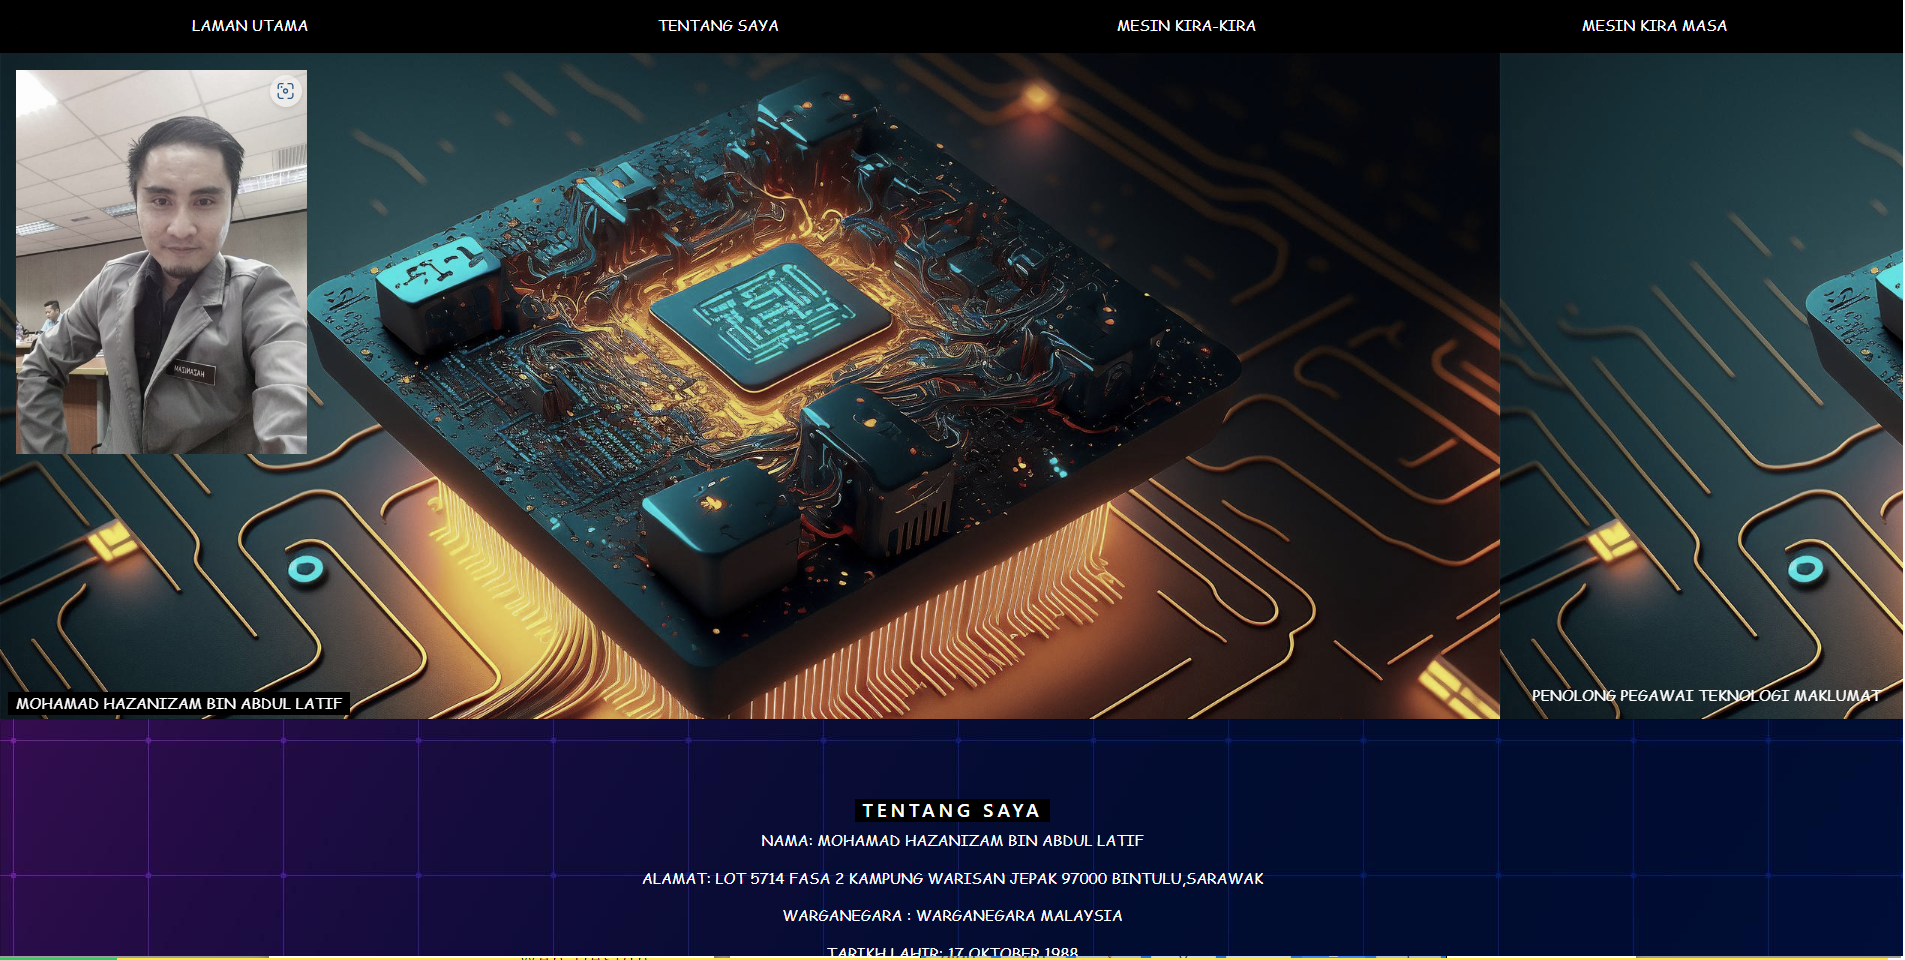 LAMAN UTAMA
TENTANG SAYA
MESIN KIRA-KIRA
MESIN KIRA MASA
MOHAMAD HAZANIZAM BIN ABDUL LATIF
PENOLONG PEGAWAI TEKNOLOGI MAKLUMAT
TENTANG SAYA
NAMA: MOHAMAD HAZANIZAM BIN ABDUL LATIF
ALAMAT: LOT 5714 FASA 2 KAMPUNG WARISAN JEPAK 97000 BINTULU,SARAWAK
WARGANEGARA : WARGANEGARA MALAYSIA
TARIKH LAHIR: 17 OKTOBER 1988